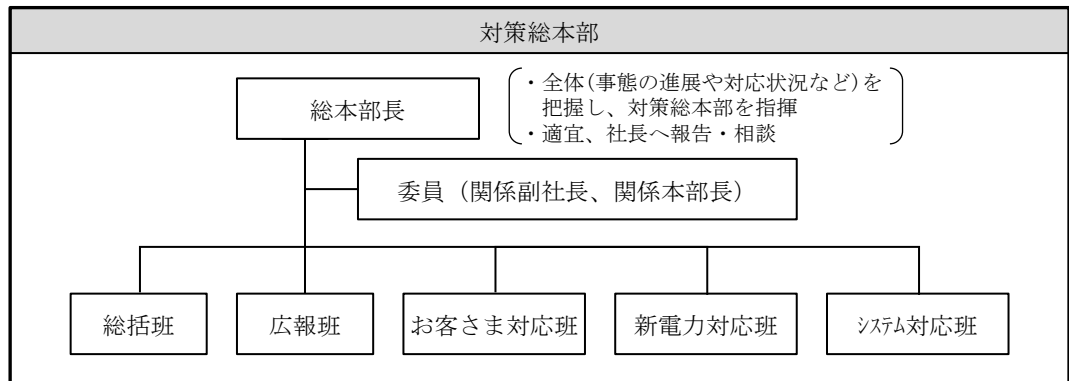 対策総本部
総本部長
・全体(事態の進展や対応状況など)を
把握し、対策総本部を指揮
・適宜、社長へ報告・相談
委員（関係副社長、関係本部長）
総括班
広報班
お客さま対応班
新電力対応班
ｼｽﾃﾑ対応班